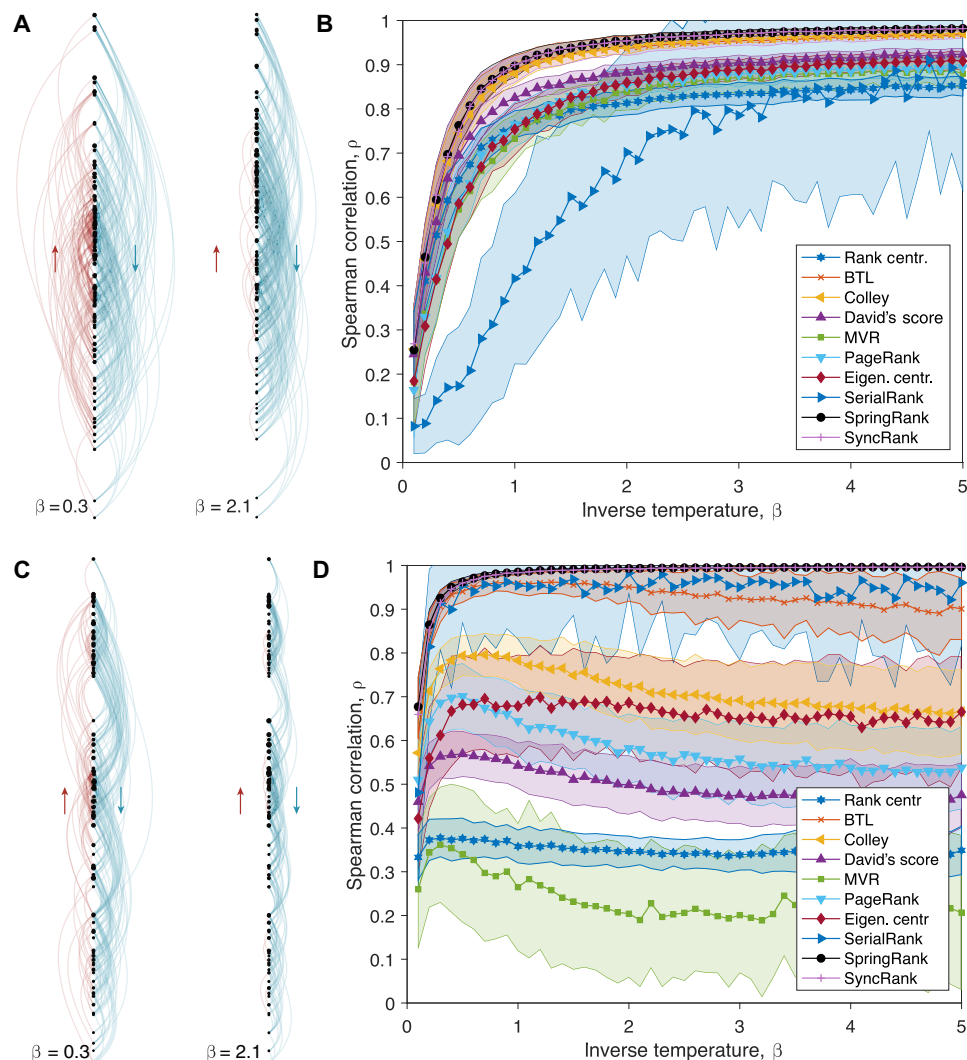 A
β = 0.3
β = 2.1
B
Spearman correlation, ρ
1
0.9
0.8
0.7
0.6
0.5
0.4
0.3
0.2
0.1
0
0
1
2
3
4
5
Inverse temperature, β
Rank centr.
BTL
Colley
David's score
MVR
PageRank
Eigen. centr.
SerialRank
SpringRank
SyncRank
C
β = 0.3
β = 2.1
D
Spearman correlation, ρ
1
0.9
0.8
0.7
0.6
0.5
0.4
0.3
0.2
0.1
0
0
1
2
3
4
5
Inverse temperature, β
Rank centr
BTL
Colley
David's score
MVR
PageRank
Eigen. centr
SerialRank
SpringRank
SyncRank